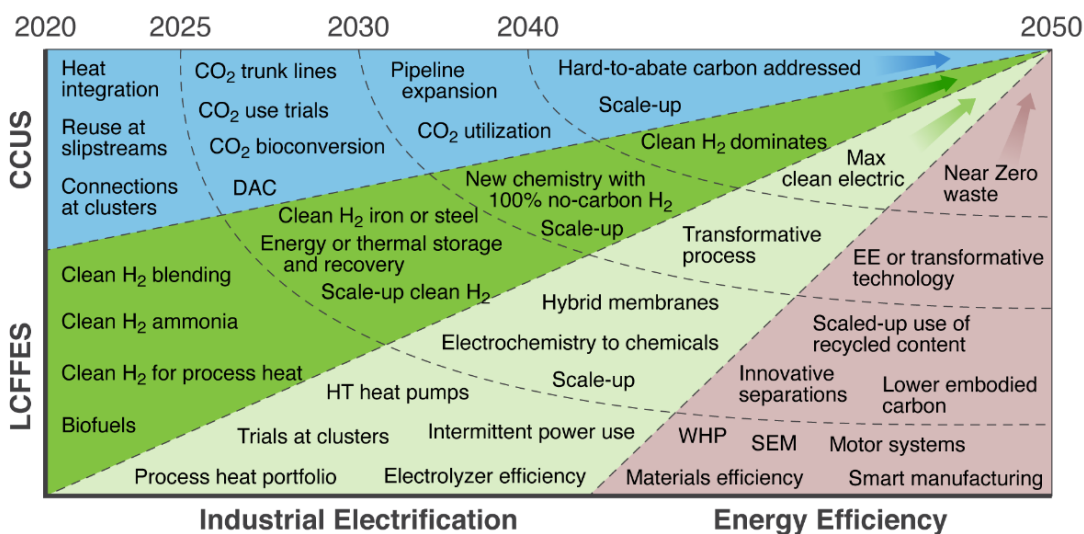 2020
2025
2030
2040
2050
CCUS
LCFFES
Heat
integration
Reuse at
slipstreams
Connections
at clusters
CO₂ trunk lines
CO₂ use trials
CO₂ bioconversion
DAC
Pipeline
expansion
CO₂ utilization
Hard-to-abate carbon addressed
Scale-up
Clean H₂ blending
Clean H₂ ammonia
Clean H₂ for process heat
Biofuels
Clean H₂ iron or steel
Energy or thermal storage
and recovery
Scale-up clean H₂
New chemistry with
100% no-carbon H₂
Scale-up
Clean H₂ dominates
Process heat portfolio
Trials at clusters
HT heat pumps
Intermittent power use
Electrolyzer efficiency
Hybrid membranes
Electrochemistry to chemicals
Scale-up
Transformative
process
Max
clean electric
WHP
SEM
Motor systems
Materials efficiency
Smart manufacturing
Scaled-up use of
recycled content
Innovative
separations
Lower embodied
carbon
EE or transformative
technology
Near Zero
waste
Industrial Electrification
Energy Efficiency